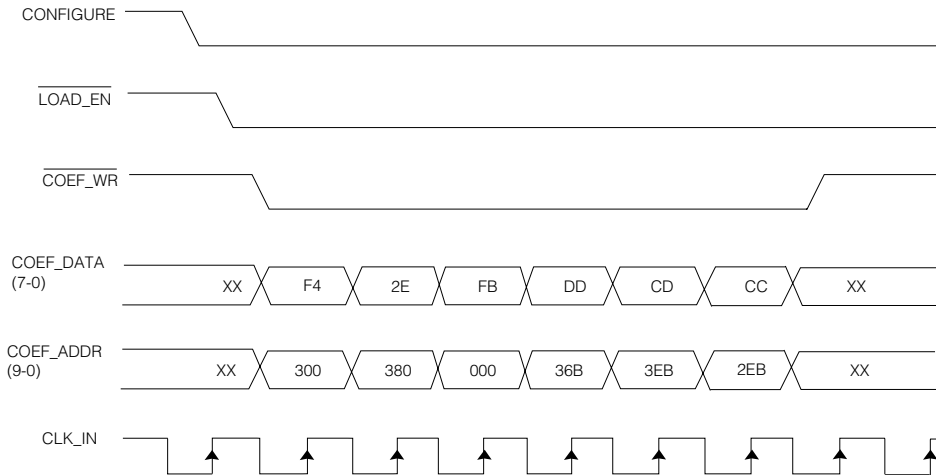 CONFIGURE
LOAD_EN
COEF_WR
COEF_DATA
(7-0)
XX F4 2E FB DD CD CC XX
COEF_ADDR
(9-0)
XX 300 380 000 36B 3EB 2EB XX
CLK_IN